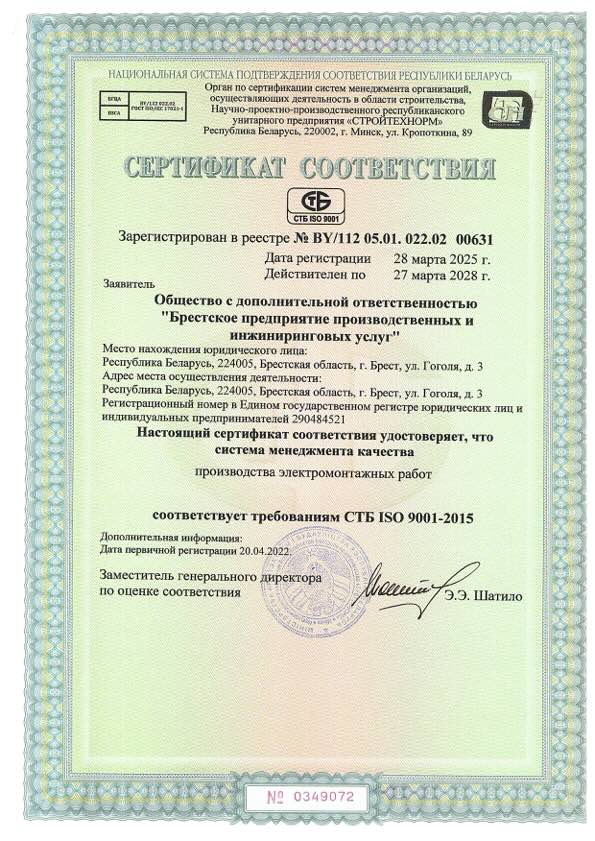 НАЦИОНАЛЬНАЯ СИСТЕМА ПОДТВЕРЖДЕНИЯ СООТВЕТСТВИЯ РЕСПУБЛИКИ БЕЛАРУСЬ
БГЦА
BSCA
BY/112 022.02
ГОСТ ISO/IEC 17021-1
Орган по сертификации систем менеджмента организаций,
осуществляющих деятельность в области строительства,
Научно-проектно-производственного республиканского
унитарного предприятия «СТРОЙТЕХНОРМ»
Республика Беларусь, 220002, г. Минск, ул. Кропоткина, 89
СЕРТИФИКАТ СООТВЕТСТВИЯ
СТБ
СТБ ISO 9001
Зарегистрирован в реестре № BY/112 05.01. 022.02 00631
Дата регистрации 28 марта 2025 г.
Действителен по 27 марта 2028 г.
Заявитель
Общество с дополнительной ответственностью
"Брестское предприятие производственных и
инжиниринговых услуг"
Место нахождения юридического лица:
Республика Беларусь, 224005, Брестская область, г. Брест, ул. Гоголя, д. 3
Адрес места осуществления деятельности:
Республика Беларусь, 224005, Брестская область, г. Брест, ул. Гоголя, д. 3
Регистрационный номер в Едином государственном регистре юридических лиц и
индивидуальных предпринимателей 290484521
Настоящий сертификат соответствия удостоверяет, что
система менеджмента качества
производства электромонтажных работ
соответствует требованиям СТБ ISO 9001-2015
Дополнительная информация:
Дата первичной регистрации 20.04.2022.
Заместитель генерального директора
по оценке соответствия
Э.Э. Шатило
№ 0349072